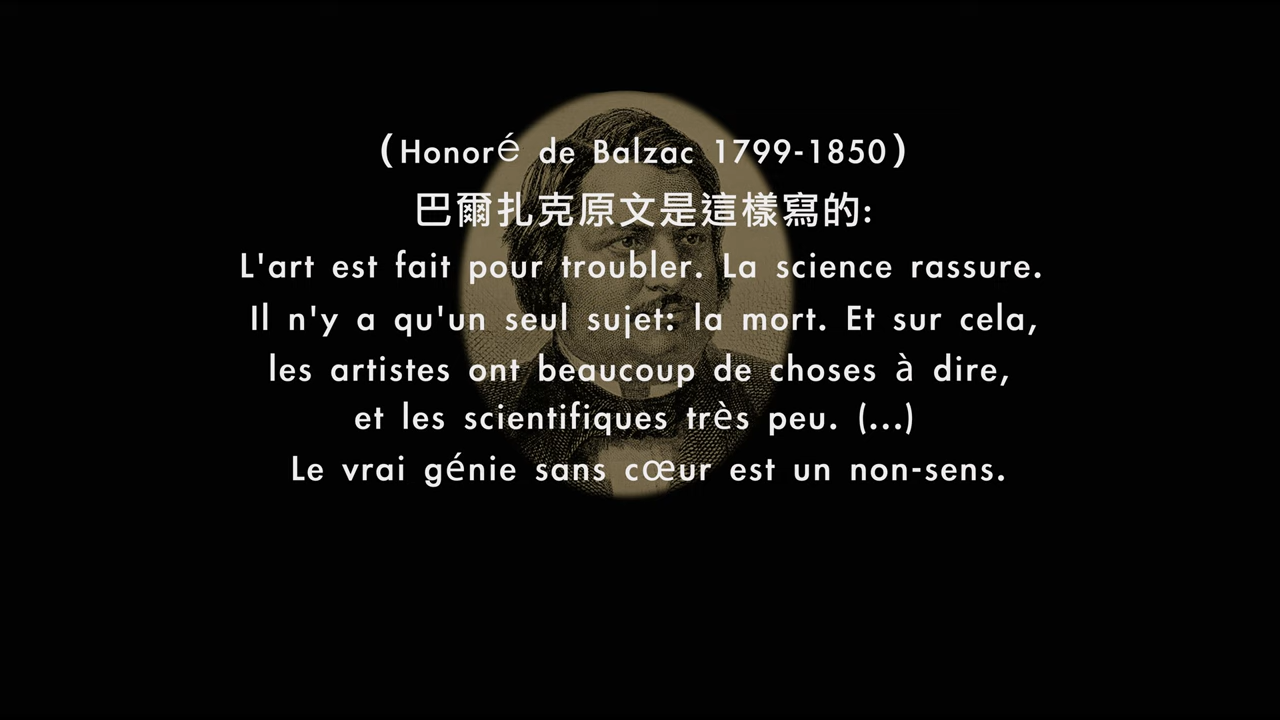 (Honoré de Balzac 1799-1850)
巴爾扎克原文是這樣寫的:
L'art est fait pour troubler. La science rassure.
Il n'y a qu'un seul sujet: la mort. Et sur cela,
les artistes ont beaucoup de choses à dire,
et les scientifiques très peu. (...)
Le vrai génie sans cœur est un non-sens.